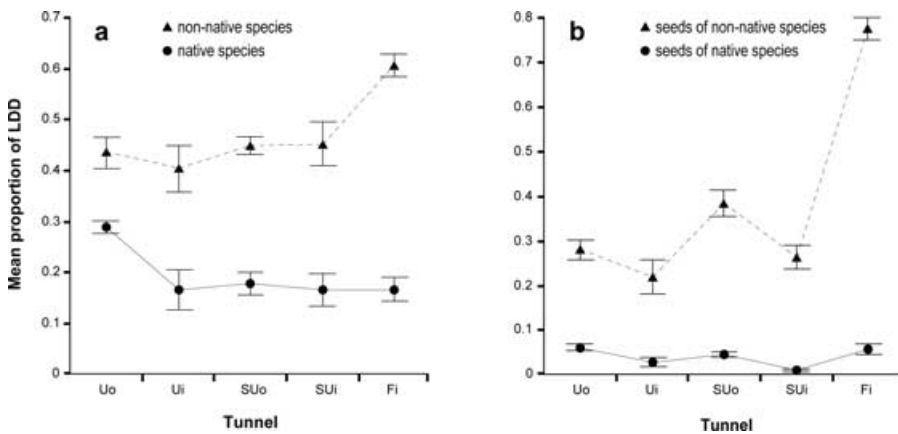 a
non-native species
native species
Mean proportion of LDD
0.7
0.6
0.5
0.4
0.3
0.2
0.1
0
Uo Ui SUo SUi Fi
Tunnel
b
seeds of non-native species
seeds of native species
0.8
0.7
0.6
0.5
0.4
0.3
0.2
0.1
0
Uo Ui SUo SUi Fi
Tunnel